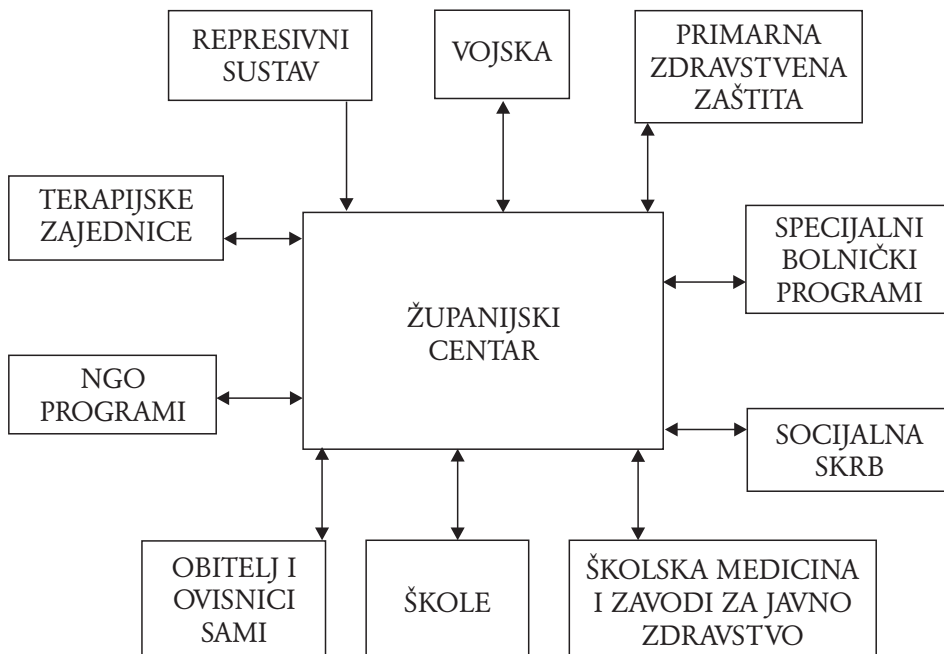 REPRESIVNI
SUSTAV
VOJSKA
PRIMARNA
ZDRAVSTVENA
ZAŠTITA
TERAPIJSKE
ZAJEDNICE
SPECIJALNI
BOLNIČKI
PROGRAMI
ŽUPANIJSKI
CENTAR
NGO
PROGRAMI
SOCIJALNA
SKRB
OBITELJ I
OVISNICI
SAMI
ŠKOLE
ŠKOLSKA MEDICINA
I ZAVODI ZA JAVNO
ZDRAVSTVO